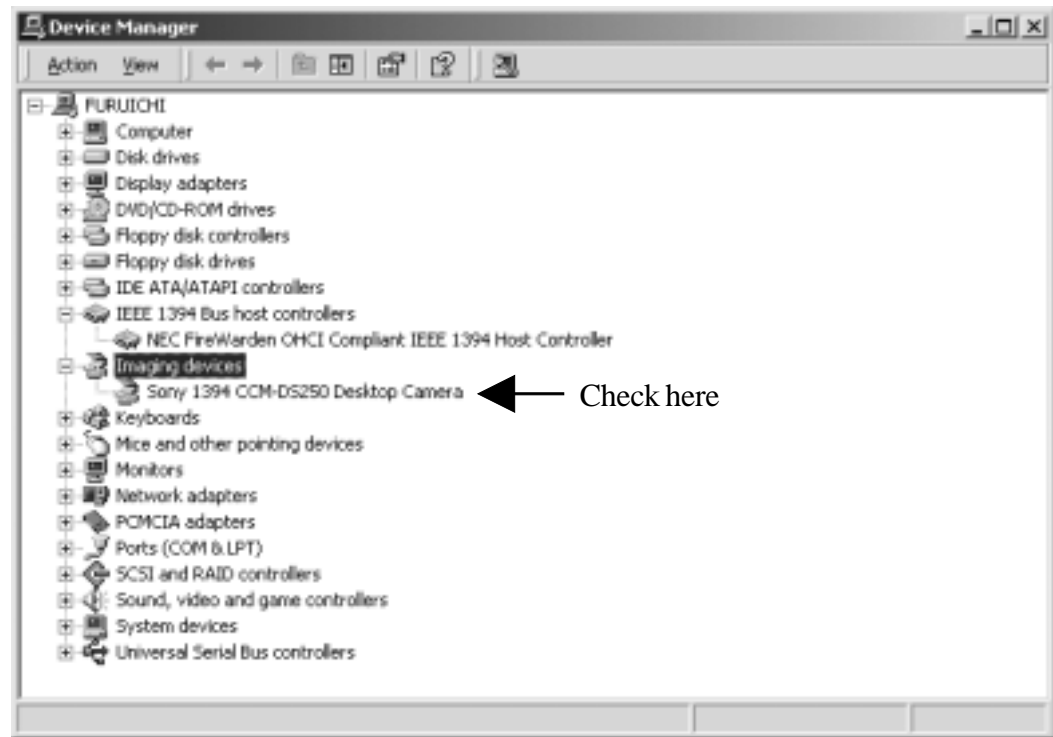 Device Manager
Action View
FURUICHI
Computer
Disk drives
Display adapters
DVD/CD-ROM drives
Floppy disk controllers
Floppy disk drives
IDE ATA/ATAPI controllers
IEEE 1394 Bus host controllers
NEC FireWarden OHCI Compliant IEEE 1394 Host Controller
Imaging devices
Sony 1394 CCM-DS250 Desktop Camera Check here
Keyboards
Mice and other pointing devices
Monitors
Network adapters
PCMCIA adapters
Ports (COM & LPT)
SCSI and RAID controllers
Sound, video and game controllers
System devices
Universal Serial Bus controllers